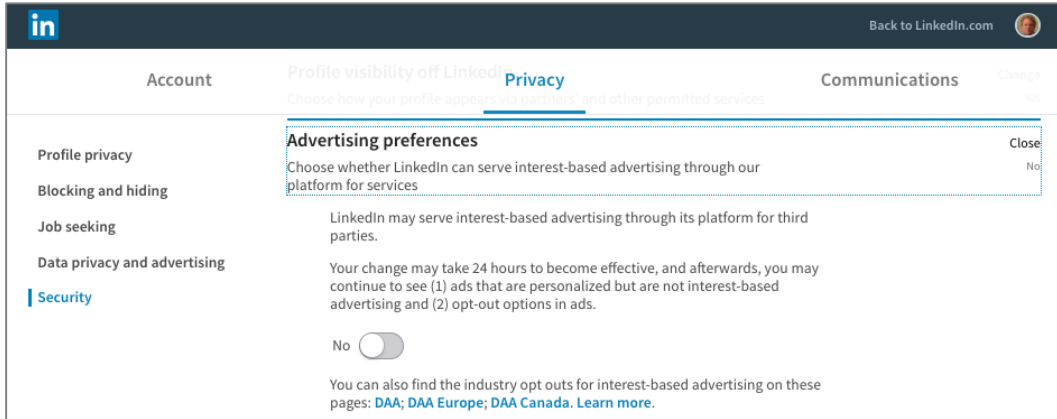 in
Back to LinkedIn.com
Account
Profile visibility off LinkedIn
Privacy
Communications
Change
Choose how your profile appears via partners' and other permitted services
Advertising preferences
Close
Choose whether LinkedIn can serve interest-based advertising through our
No
platform for services
Profile privacy
Blocking and hiding
Job seeking
Data privacy and advertising
Security
LinkedIn may serve interest-based advertising through its platform for third
parties.
Your change may take 24 hours to become effective, and afterwards, you may
continue to see (1) ads that are personalized but are not interest-based
advertising and (2) opt-out options in ads.
No
You can also find the industry opt outs for interest-based advertising on these
pages: DAA; DAA Europe; DAA Canada. Learn more.